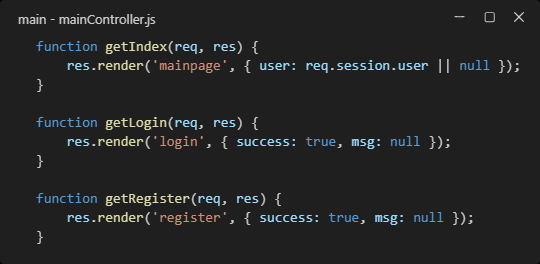 main - mainController.js
function getIndex(req, res) {
    res.render('mainpage', { user: req.session.user || null });
}
function getLogin(req, res) {
    res.render('login', { success: true, msg: null });
}
function getRegister(req, res) {
    res.render('register', { success: true, msg: null });
}